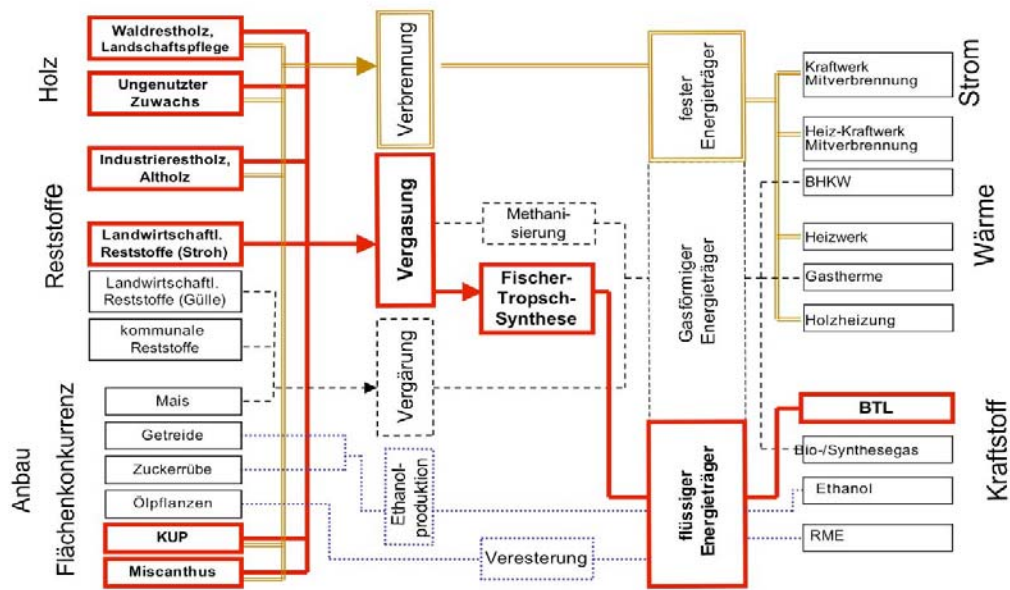 Holz
Reststoffe
Anbau
Flächenkonkurrenz
Waldrestholz,
Landschaftspflege
Ungenutzter
Zuwachs
Industrierestholz,
Altholz
Landwirtschaftl.
Reststoffe (Stroh)
Landwirtschaftl.
Reststoffe (Gülle)
kommunale
Reststoffe
Mais
Getreide
Zuckerrübe
Ölpflanzen
KUP
Miscanthus
Verbrennung
Vergasung
Vergärung
Ethanol-
produktion
Methani-
sierung
Fischer-
Tropsch-
Synthese
Veresterung
fester
Energieträger
Gasförmiger
Energieträger
flüssiger
Energieträger
Kraftwerk
Mitverbrennung
Heiz-Kraftwerk
Mitverbrennung
BHKW
Heizwerk
Gastherme
Holzheizung
BTL
Bio-/Synthesegas
Ethanol
RME
Strom
Wärme
Kraftstoff